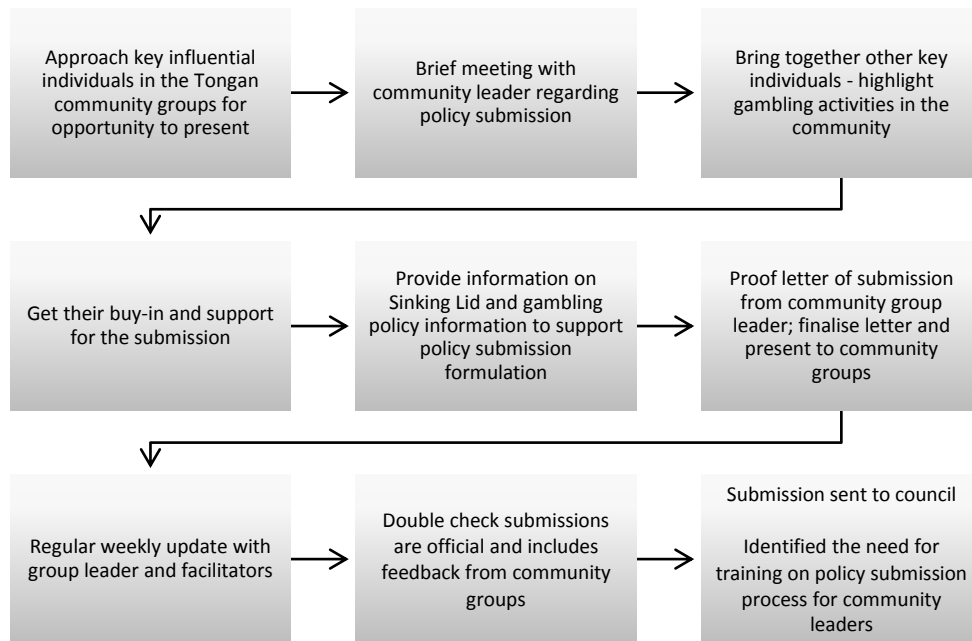 Approach key influential
individuals in the Tongan
community groups for
opportunity to present
Brief meeting with
community leader regarding
policy submission
Bring together other key
individuals - highlight
gambling activities in the
community
Get their buy-in and support
for the submission
Provide information on
Sinking Lid and gambling
policy information to support
policy submission
formulation
Proof letter of submission
from community group
leader; finalise letter and
present to community
groups
Regular weekly update with
group leader and facilitators
Double check submissions
are official and includes
feedback from community
groups
Submission sent to council
Identified the need for
training on policy submission
process for community
leaders